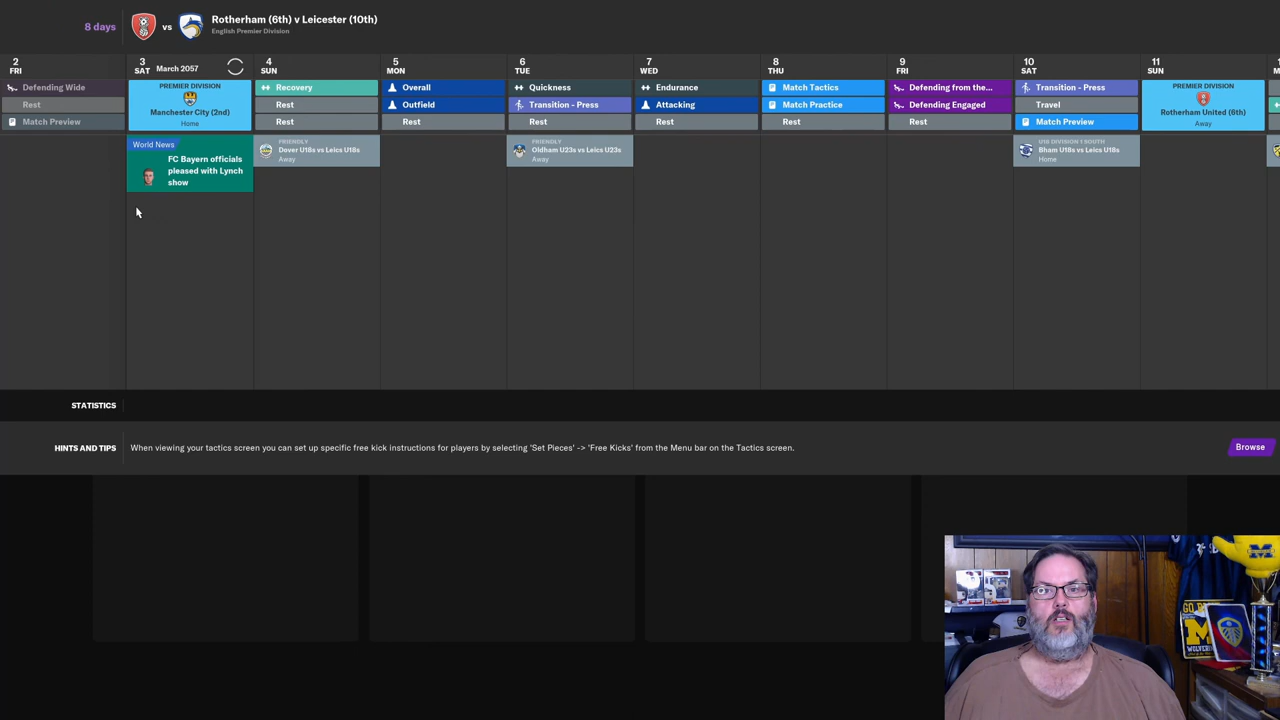 8 days
vs
Rotherham (6th) v Leicester (10th)
English Premier Division
2
FRI
3
SAT March 2057
4
SUN
5
MON
6
TUE
7
WED
8
THU
9
FRI
10
SAT
11
SUN
Defending Wide
Rest
Match Preview
PREMIER DIVISION
Manchester City (2nd)
Home
Recovery
Rest
Rest
Overall
Outfield
Rest
Quickness
Transition - Press
Rest
Endurance
Attacking
Rest
Match Tactics
Match Practice
Rest
Defending from the...
Defending Engaged
Rest
Transition - Press
Travel
Match Preview
PREMIER DIVISION
Rotherham United (6th)
Away
World News
FC Bayern officials
pleased with Lynch
show
FRIENDLY
Dover U18s vs Leics U18s
Away
FRIENDLY
Oldham U23s vs Leics U23s
Away
U18 DIVISION 1 SOUTH
Bham U18s vs Leics U18s
Home
STATISTICS
HINTS AND TIPS
When viewing your tactics screen you can set up specific free kick instructions for players by selecting 'Set Pieces' -> 'Free Kicks' from the Menu bar on the Tactics screen.
Browse
M
M
WOLVERINES